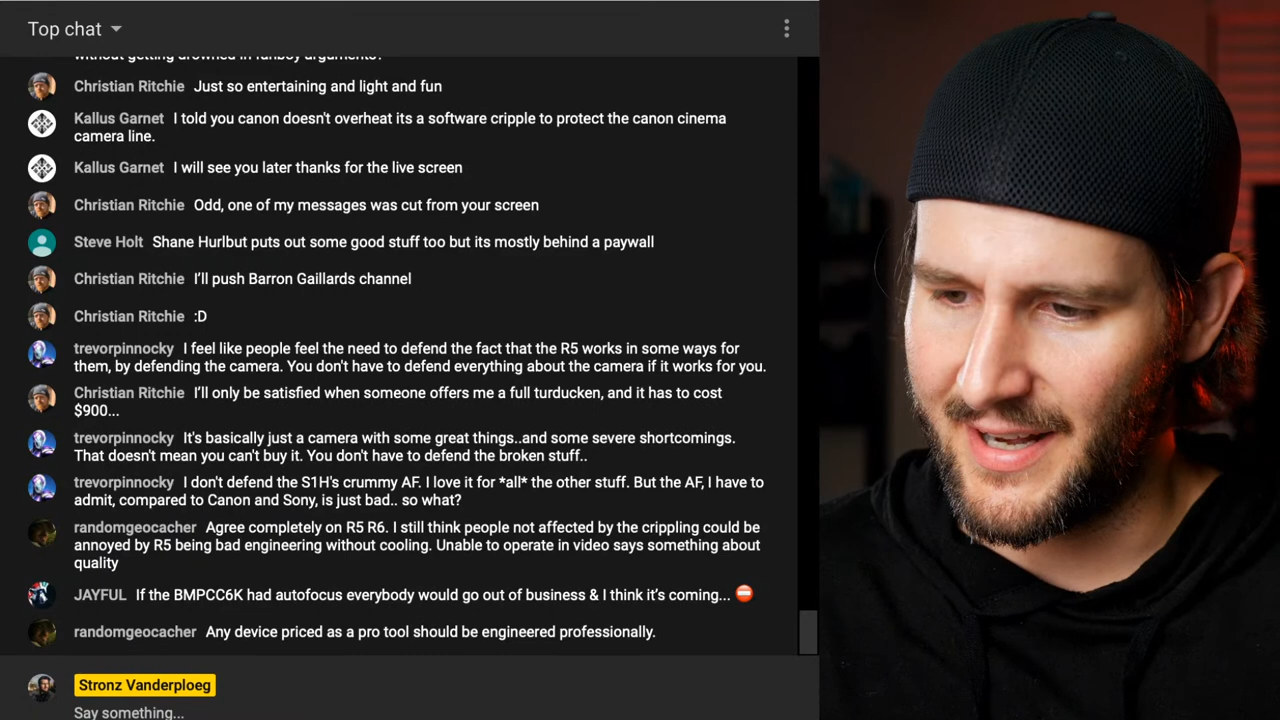 Top chat
without getting drowned in fanboy arguments?
Christian Ritchie Just so entertaining and light and fun
Kallus Garnet I told you canon doesn't overheat its a software cripple to protect the canon cinema
camera line.
Kallus Garnet I will see you later thanks for the live screen
Christian Ritchie Odd, one of my messages was cut from your screen
Steve Holt Shane Hurlbut puts out some good stuff too but its mostly behind a paywall
Christian Ritchie I’ll push Barron Gaillards channel
Christian Ritchie :D
trevorpinnocky I feel like people feel the need to defend the fact that the R5 works in some ways for
them, by defending the camera. You don't have to defend everything about the camera if it works for you.
Christian Ritchie I’ll only be satisfied when someone offers me a full turducken, and it has to cost
$900...
trevorpinnocky It's basically just a camera with some great things..and some severe shortcomings.
That doesn't mean you can't buy it. You don't have to defend the broken stuff..
trevorpinnocky I don't defend the S1H's crummy AF. I love it for *all* the other stuff. But the AF, I have to
admit, compared to Canon and Sony, is just bad.. so what?
randomgeocacher Agree completely on R5 R6. I still think people not affected by the crippling could be
annoyed by R5 being bad engineering without cooling. Unable to operate in video says something about
quality
JAYFUL If the BMPCC6K had autofocus everybody would go out of business & I think it’s coming... ⛔
randomgeocacher Any device priced as a pro tool should be engineered professionally.
Stronz Vanderploeg
Say something...